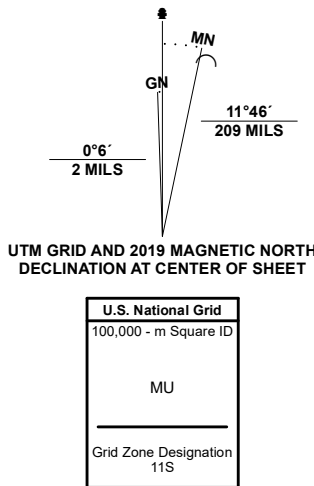 MN
GN
11°46´
209 MILS
0°6´
2 MILS
UTM GRID AND 2019 MAGNETIC NORTH
DECLINATION AT CENTER OF SHEET
U.S. National Grid
100,000 - m Square ID
MU
Grid Zone Designation
11S